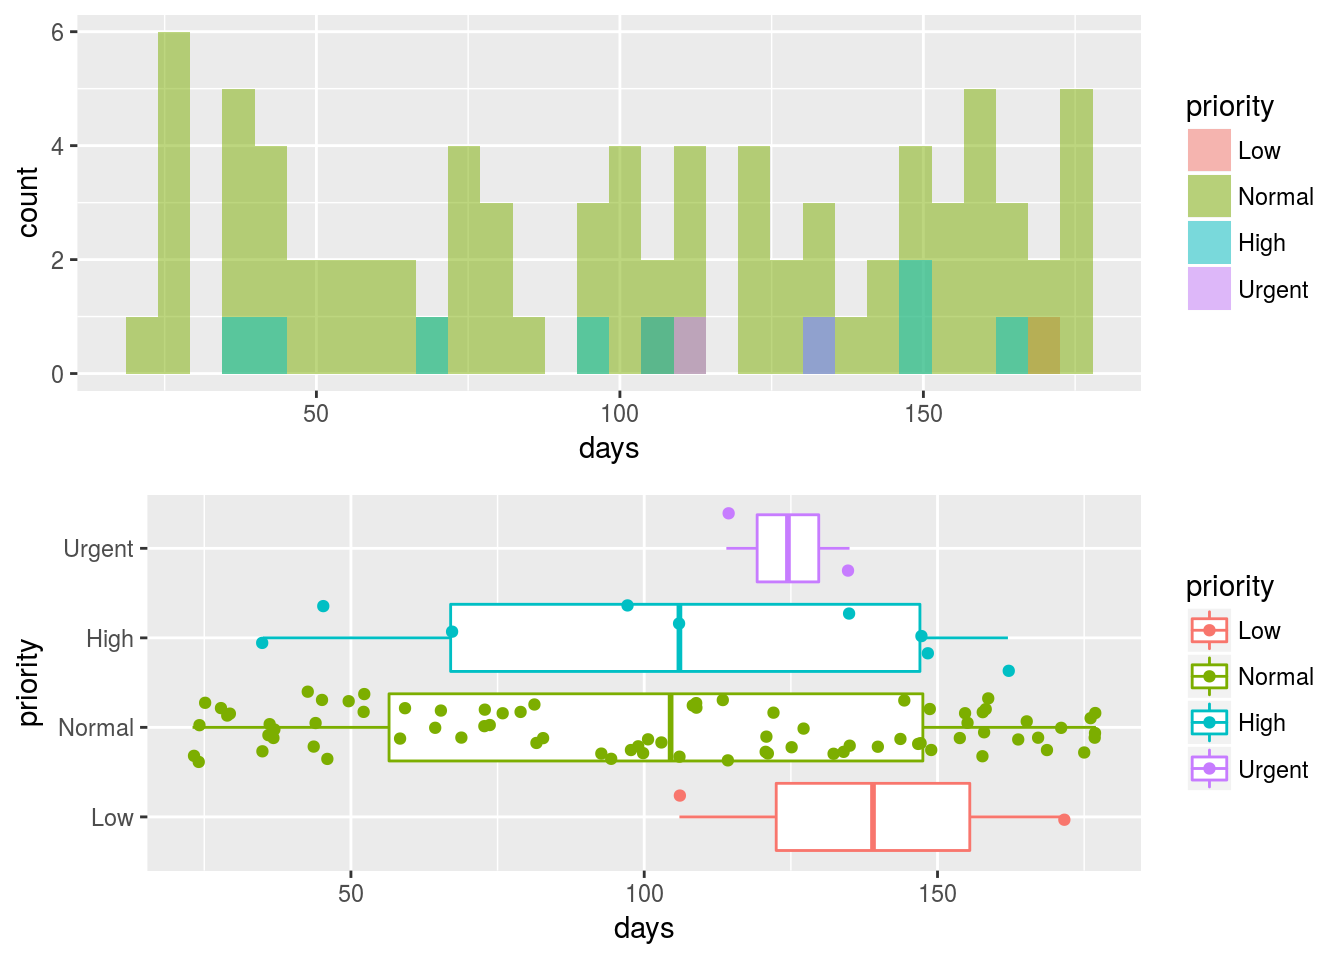 6
4
2
0
count
50 100 150
days
priority
Low
Normal
High
Urgent
Urgent
High
Normal
Low
priority
50 100 150
days
priority
Low
Normal
High
Urgent